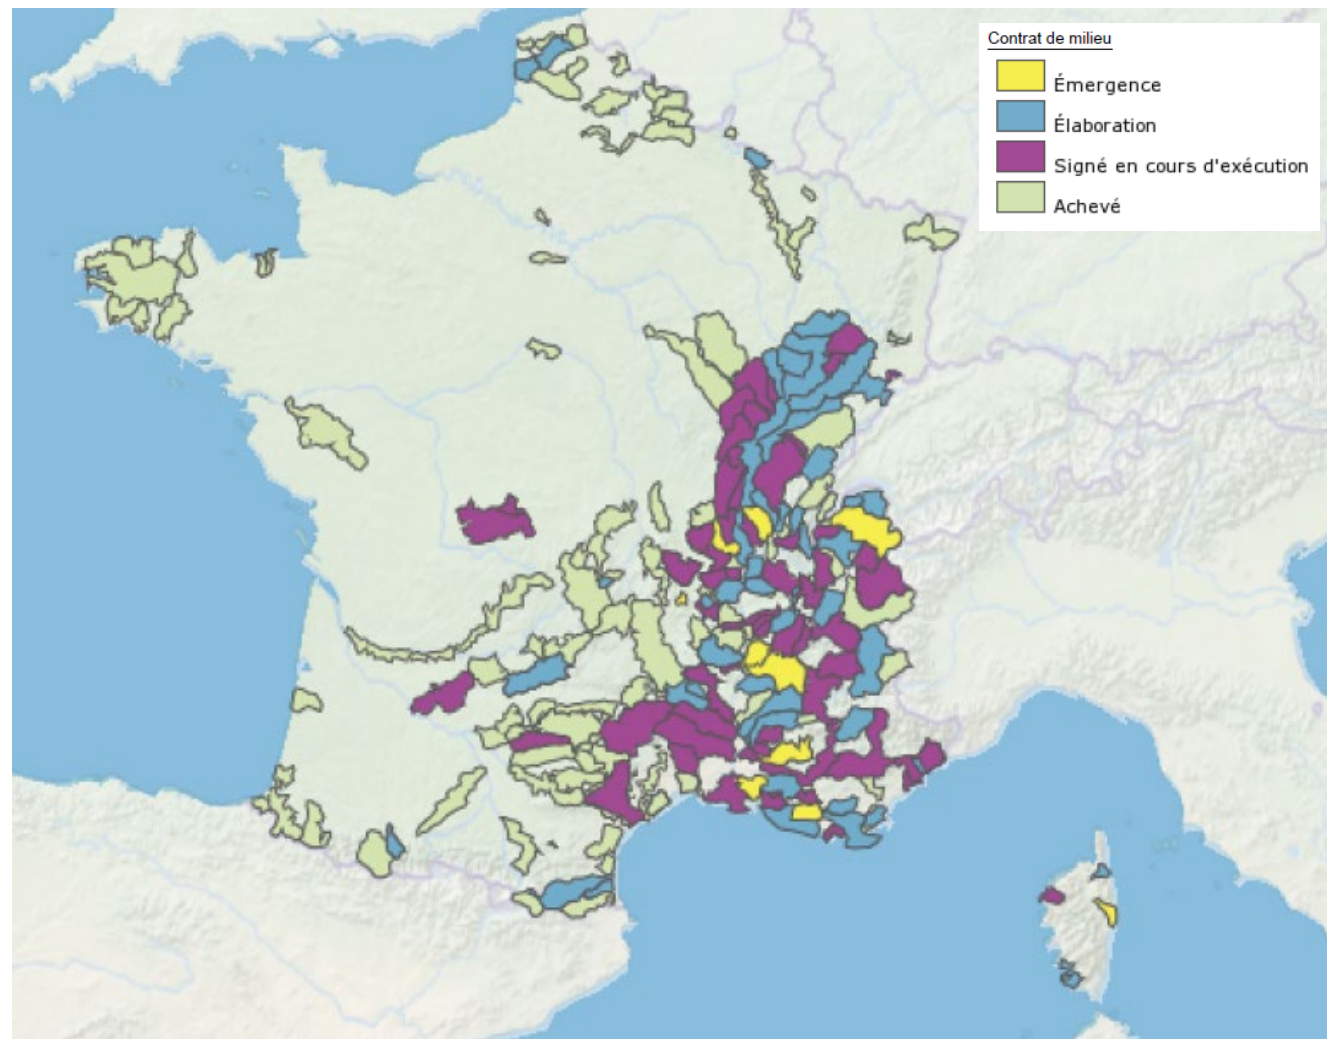 Contrat de milieu
Émergence
Élaboration
Signé en cours d'exécution
Achevé